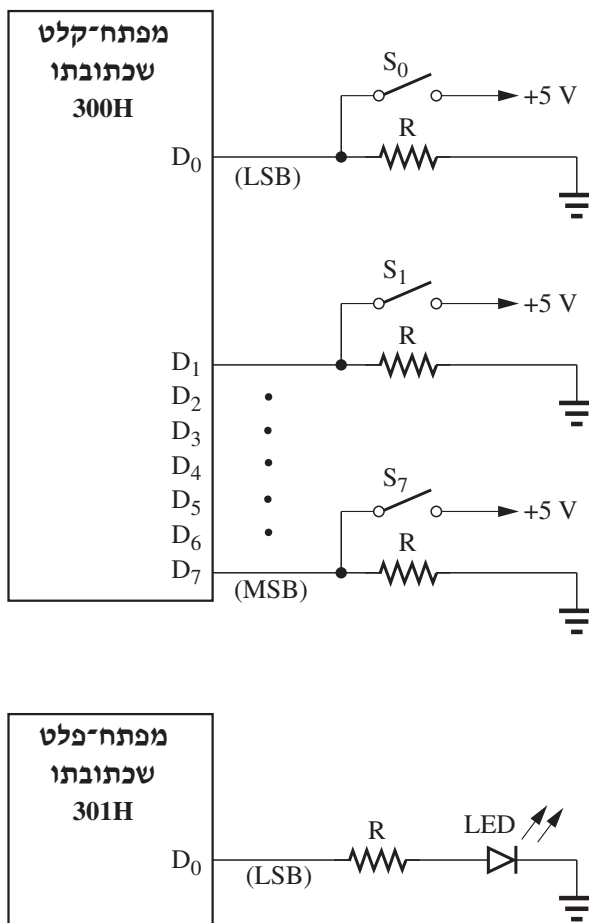 מפתח־קלט
שכתובתו
300H
S₀
+5 V
R
D₀
(LSB)
S₁
+5 V
R
D₁
D₂
D₃
D₄
D₅
D₆
S₇
+5 V
R
D₇
(MSB)
מפתח־פלט
שכתובתו
301H
R
LED
D₀
(LSB)